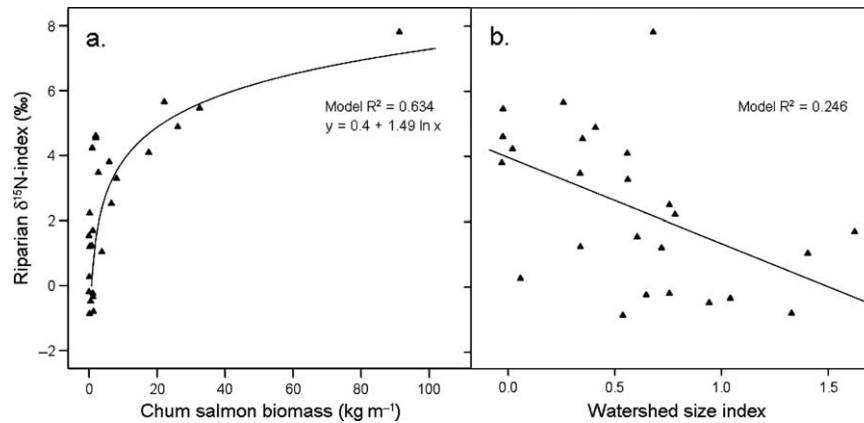 a.
b.
Model R² = 0.634
y = 0.4 + 1.49 ln x
Model R² = 0.246
Riparian δ¹⁵N-index (‰)
8
6
4
2
0
–2
0 20 40 60 80 100
0.0 0.5 1.0 1.5
Chum salmon biomass (kg m⁻¹)
Watershed size index